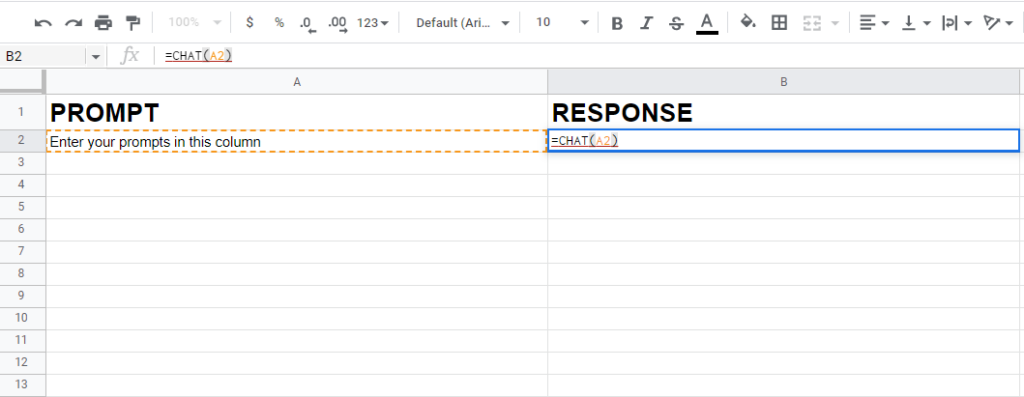 100% $ % .0 .00 123 Default (Ari... 10 B I S A
B2 fx =CHAT(A2)
A B
1 PROMPT RESPONSE
2 Enter your prompts in this column =CHAT(A2)
3
4
5
6
7
8
9
10
11
12
13